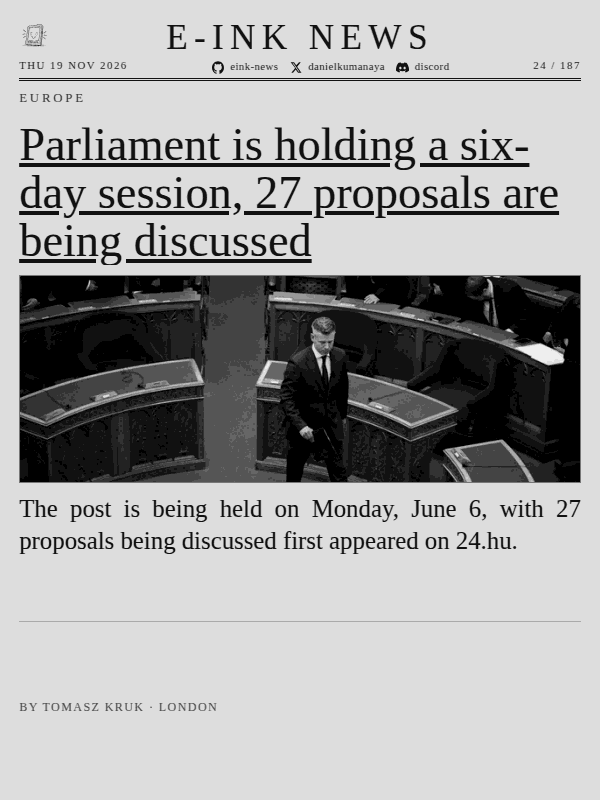 E-INK NEWS
THU 19 NOV 2026
eink-news danielkumanaya discord
24 / 187
EUROPE
Parliament is holding a six-
day session, 27 proposals are
being discussed
The post is being held on Monday, June 6, with 27
proposals being discussed first appeared on 24.hu.
BY TOMASZ KRUK · LONDON